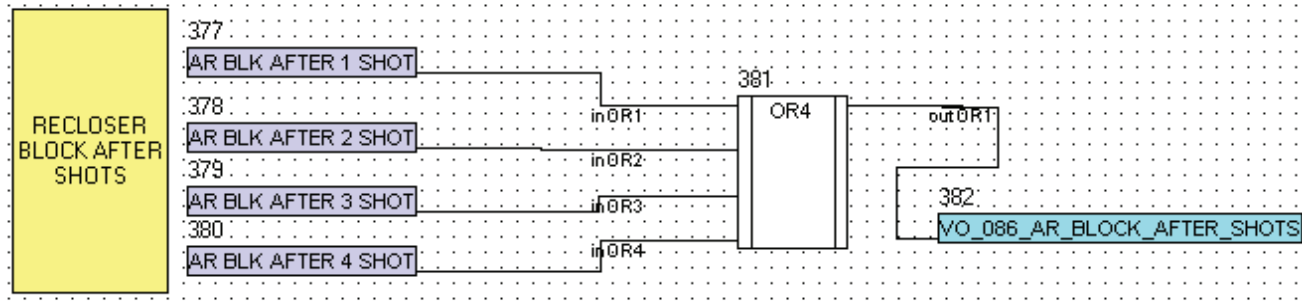 RECLOSER
BLOCK AFTER
SHOTS
377
AR BLK AFTER 1 SHOT
378
AR BLK AFTER 2 SHOT
379
AR BLK AFTER 3 SHOT
380
AR BLK AFTER 4 SHOT
inOR1
inOR2
inOR3
inOR4
381
OR4
outOR1
382
VO_086_AR_BLOCK_AFTER_SHOTS